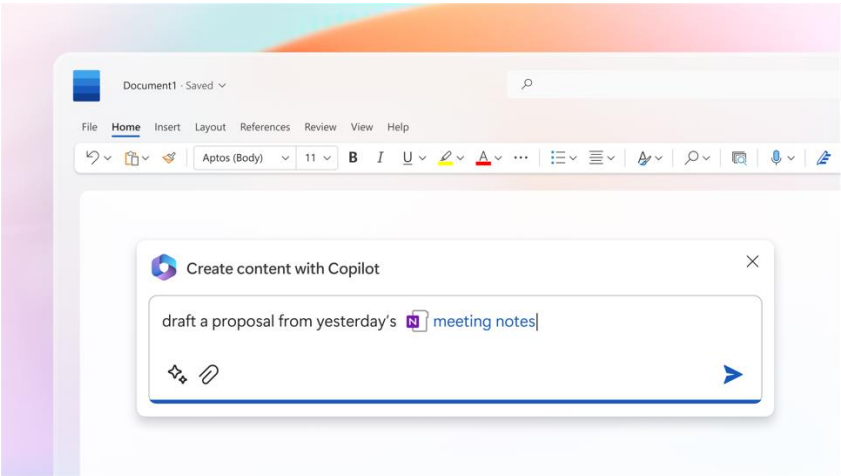 Document1 · Saved
File Home Insert Layout References Review View Help
Aptos (Body) 11 B I U A
Create content with Copilot
draft a proposal from yesterday's N meeting notes